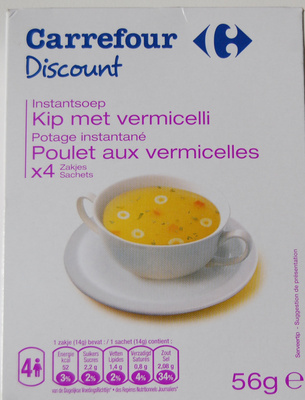 Carrefour
Discount
Instantsoep
Kip met vermicelli
Potage instantané
Poulet aux vermicelles
x4 Zakjes
Sachets
Serveertip • Suggestion de présentation
1 zakje (14g) bevat : / 1 sachet (14g) contient :
4
Energie
kcal
52
3%
Suikers
Sucres
2,2 g
2%
Vetten
Lipides
1,4 g
2%
Verzadigd
Saturés
0,8 g
4%
Zout
Sel
2,08 g
34%
56g e